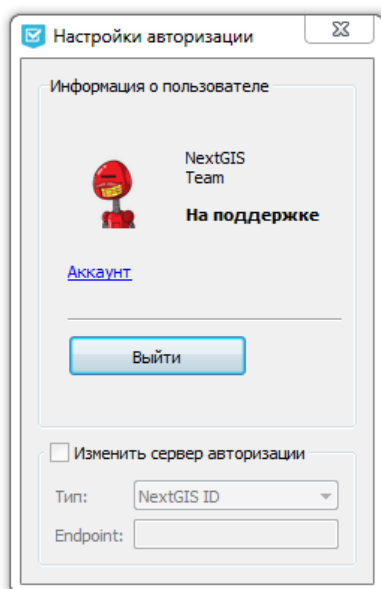 Настройки авторизации
Информация о пользователе
NextGIS
Team
На поддержке
Аккаунт
Выйти
Изменить сервер авторизации
Тип: NextGIS ID
Endpoint: